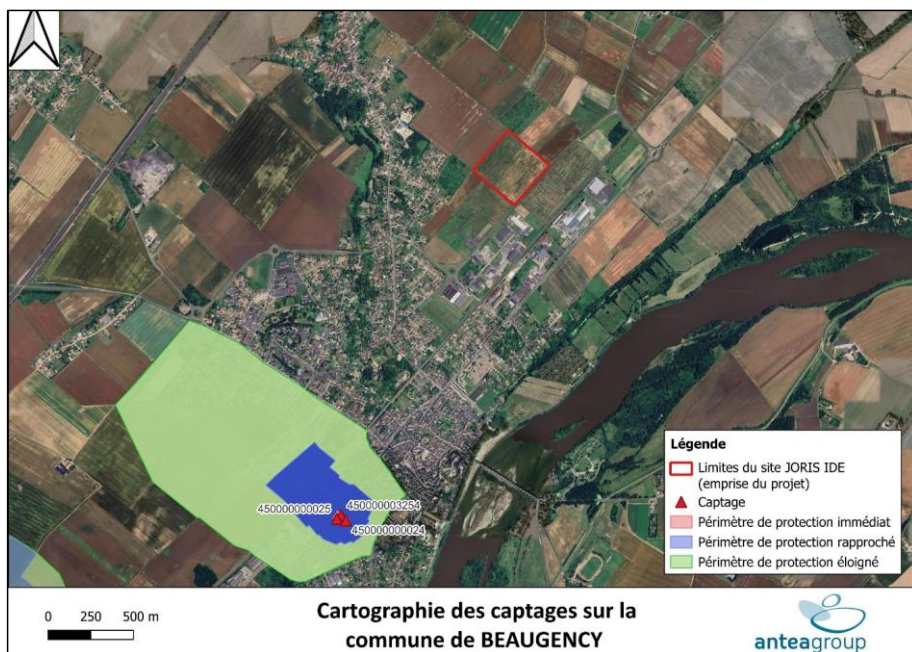 450000000025
450000003254
450000000024
Légende
Limites du site JORIS IDE
(emprise du projet)
Captage
Périmètre de protection immédiat
Périmètre de protection rapproché
Périmètre de protection éloigné
0 250 500 m
Cartographie des captages sur la
commune de BEAUGENCY
anteagroup